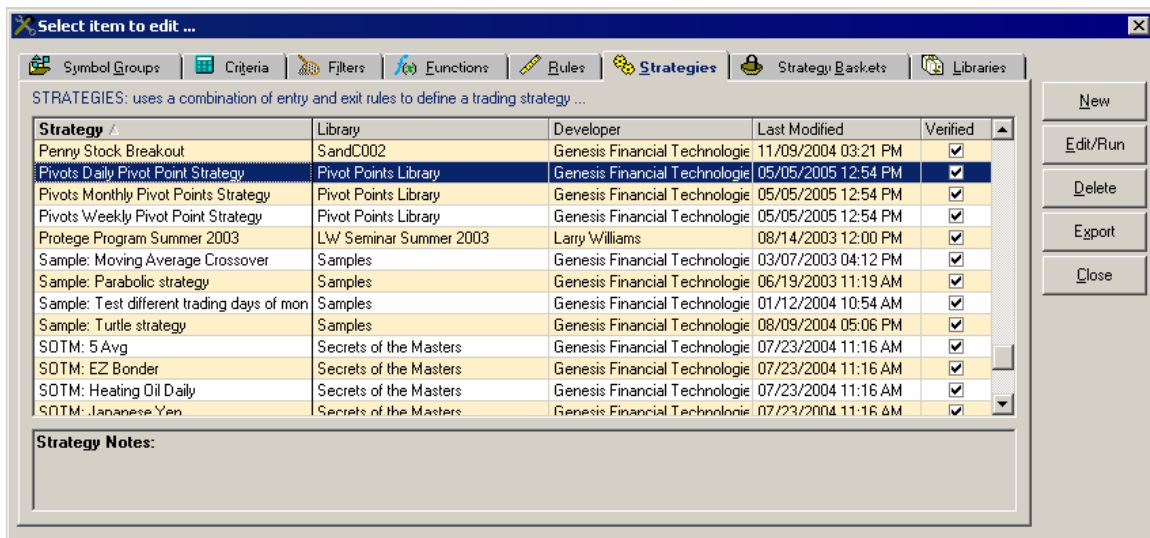 Select item to edit ...
Symbol Groups Criteria Filters f(x) Functions Rules Strategies Strategy Baskets Libraries
STRATEGIES: uses a combination of entry and exit rules to define a trading strategy ...
New
Strategy Library Developer Last Modified Verified
Edit/Run
Penny Stock Breakout SandC002 Genesis Financial Technologie 11/09/2004 03:21 PM
Pivots Daily Pivot Point Strategy Pivot Points Library Genesis Financial Technologie 05/05/2005 12:54 PM
Delete
Pivots Monthly Pivot Points Strategy Pivot Points Library Genesis Financial Technologie 05/05/2005 12:54 PM
Pivots Weekly Pivot Point Strategy Pivot Points Library Genesis Financial Technologie 05/05/2005 12:54 PM
Export
Protege Program Summer 2003 LW Seminar Summer 2003 Larry Williams 08/14/2003 12:00 PM
Sample: Moving Average Crossover Samples Genesis Financial Technologie 03/07/2003 04:12 PM
Close
Sample: Parabolic strategy Samples Genesis Financial Technologie 06/19/2003 11:19 AM
Sample: Test different trading days of mon Samples Genesis Financial Technologie 01/12/2004 10:54 AM
Sample: Turtle strategy Samples Genesis Financial Technologie 08/09/2004 05:06 PM
SOTM: 5 Avg Secrets of the Masters Genesis Financial Technologie 07/23/2004 11:16 AM
SOTM: EZ Bonder Secrets of the Masters Genesis Financial Technologie 07/23/2004 11:16 AM
SOTM: Heating Oil Daily Secrets of the Masters Genesis Financial Technologie 07/23/2004 11:16 AM
SOTM: Japanese Yen Secrets of the Masters Genesis Financial Technologie 07/23/2004 11:16 AM
Strategy Notes: